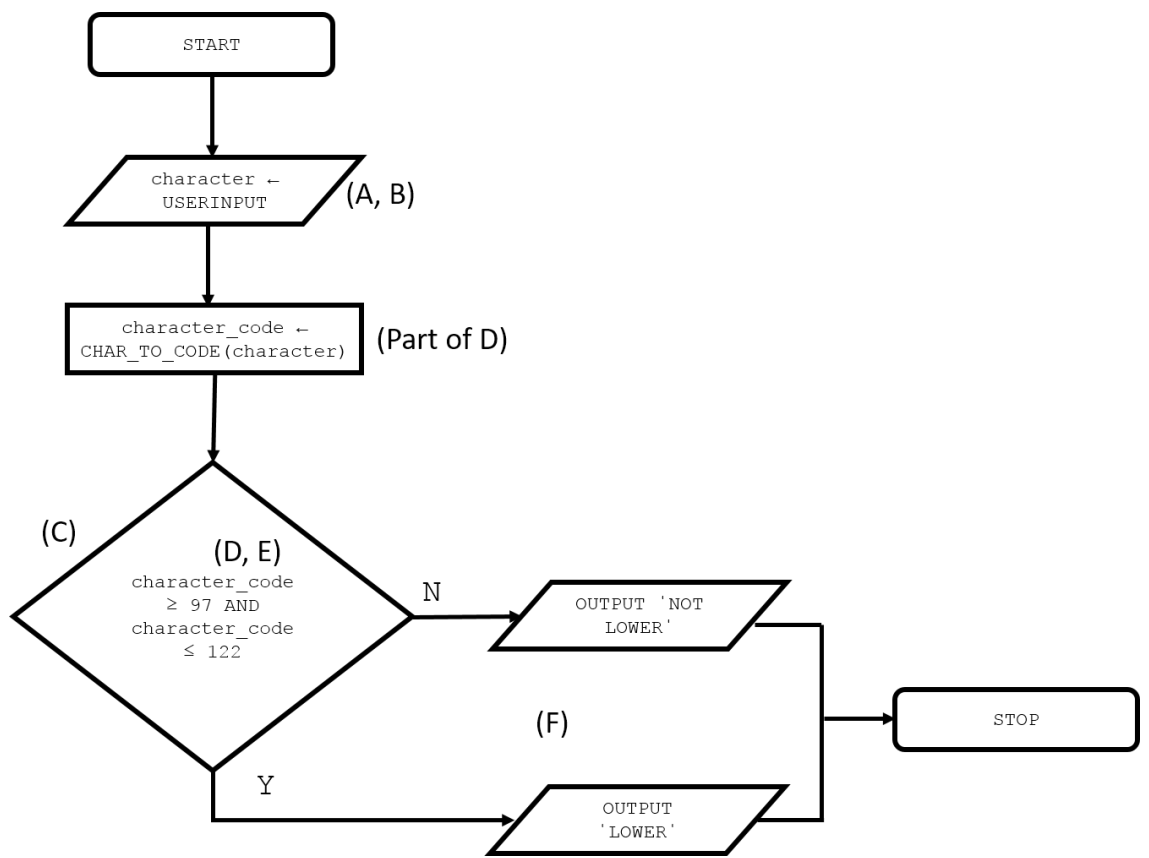 START
character ←
USERINPUT
(A, B)
character_code ←
CHAR_TO_CODE(character)
(Part of D)
(C)
(D, E)
character_code
≥ 97 AND
character_code
≤ 122
N
OUTPUT 'NOT
LOWER'
(F)
STOP
Y
OUTPUT
'LOWER'